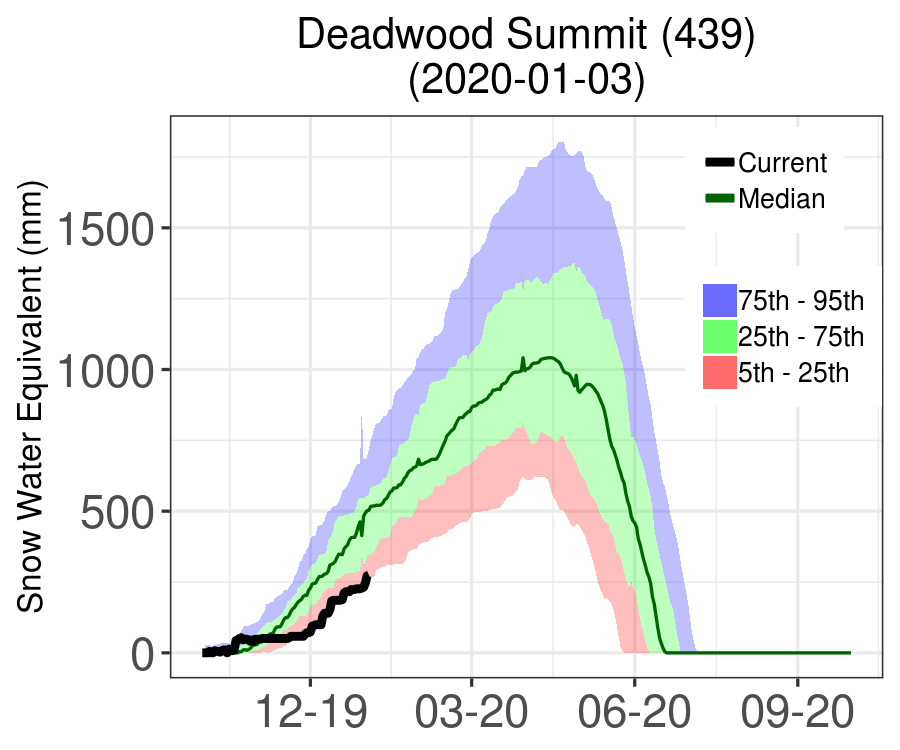 Deadwood Summit (439)
(2020-01-03)
Snow Water Equivalent (mm)
1500
1000
500
0
12-19
03-20
06-20
09-20
Current
Median
75th - 95th
25th - 75th
5th - 25th